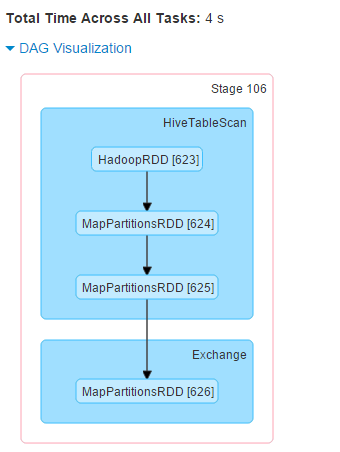 Total Time Across All Tasks: 4 s
DAG Visualization
Stage 106
HiveTableScan
HadoopRDD [623]
MapPartitionsRDD [624]
MapPartitionsRDD [625]
Exchange
MapPartitionsRDD [626]